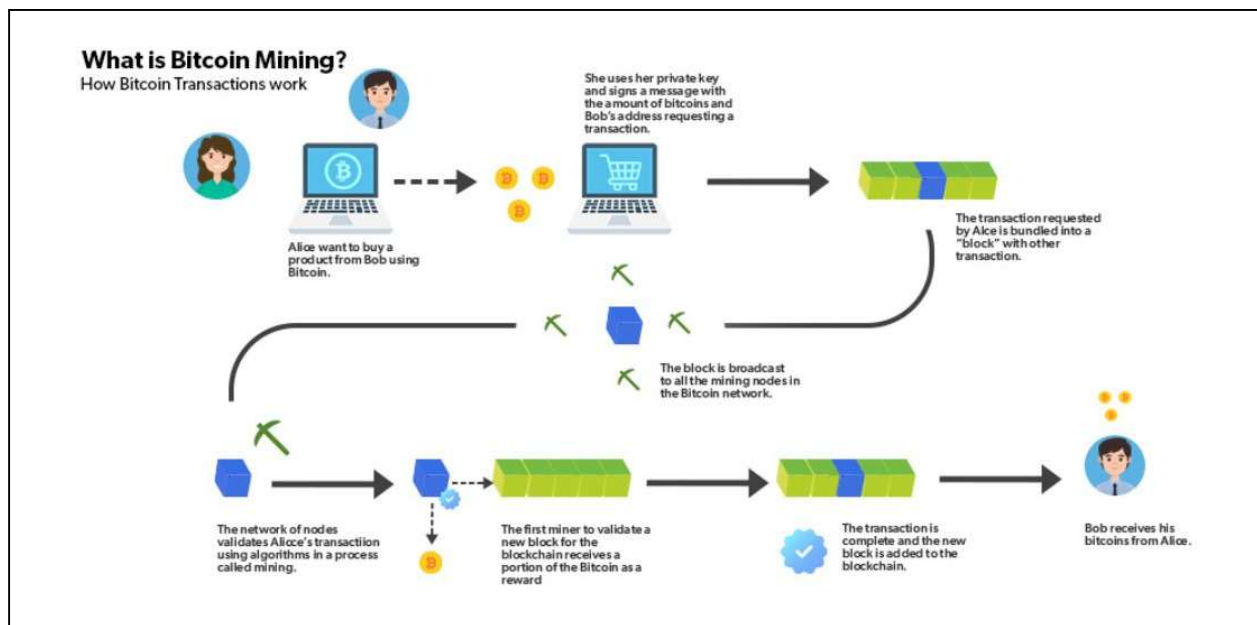 What is Bitcoin Mining?
How Bitcoin Transactions work
She uses her private key
and signs a message with
the amount of bitcoins and
Bob's address requesting a
transaction.
Alice want to buy a
product from Bob using
Bitcoin.
The transaction requested
by Alce is bundled into a
"block" with other
transaction.
The block is broadcast
to all the mining nodes in
the Bitcoin network.
The network of nodes
validates Alicce's transactiion
using algorithms in a process
called mining.
The first miner to validate a
new block for the
blockchain receives a
portion of the Bitcoin as a
reward
The transaction is
complete and the new
block is added to the
blockchain.
Bob receives his
bitcoins from Alice.